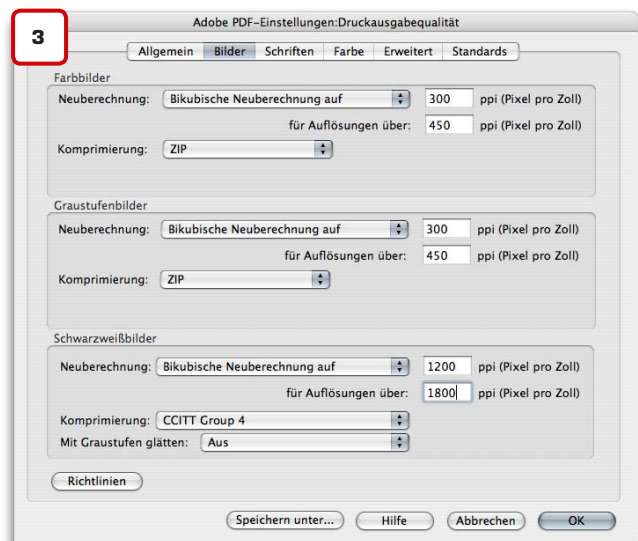 3
Adobe PDF-Einstellungen:Druckausgabequalität
Allgemein Bilder Schriften Farbe Erweitert Standards
Farbbilder
Neuberechnung: Bikubische Neuberechnung auf 300 ppi (Pixel pro Zoll)
für Auflösungen über: 450 ppi (Pixel pro Zoll)
Komprimierung: ZIP
Graustufenbilder
Neuberechnung: Bikubische Neuberechnung auf 300 ppi (Pixel pro Zoll)
für Auflösungen über: 450 ppi (Pixel pro Zoll)
Komprimierung: ZIP
Schwarzweißbilder
Neuberechnung: Bikubische Neuberechnung auf 1200 ppi (Pixel pro Zoll)
für Auflösungen über: 1800 ppi (Pixel pro Zoll)
Komprimierung: CCITT Group 4
Mit Graustufen glätten: Aus
Richtlinien
Speichern unter... Hilfe Abbrechen OK